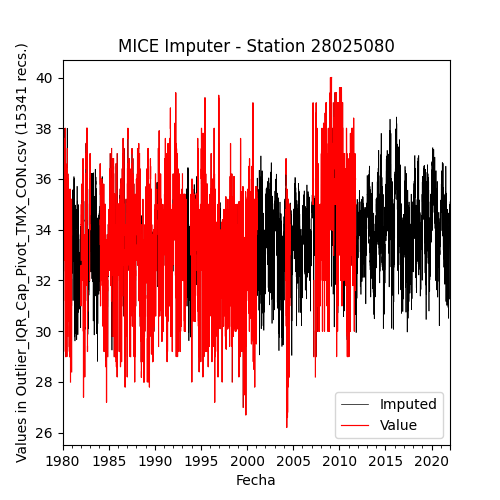 MICE Imputer - Station 28025080
Values in Outlier_IQR_Cap_Pivot_TMX_CON.csv (15341 recs.)
40
38
36
34
32
30
28
26
Imputed
Value
1980 1985 1990 1995 2000 2005 2010 2015 2020
Fecha